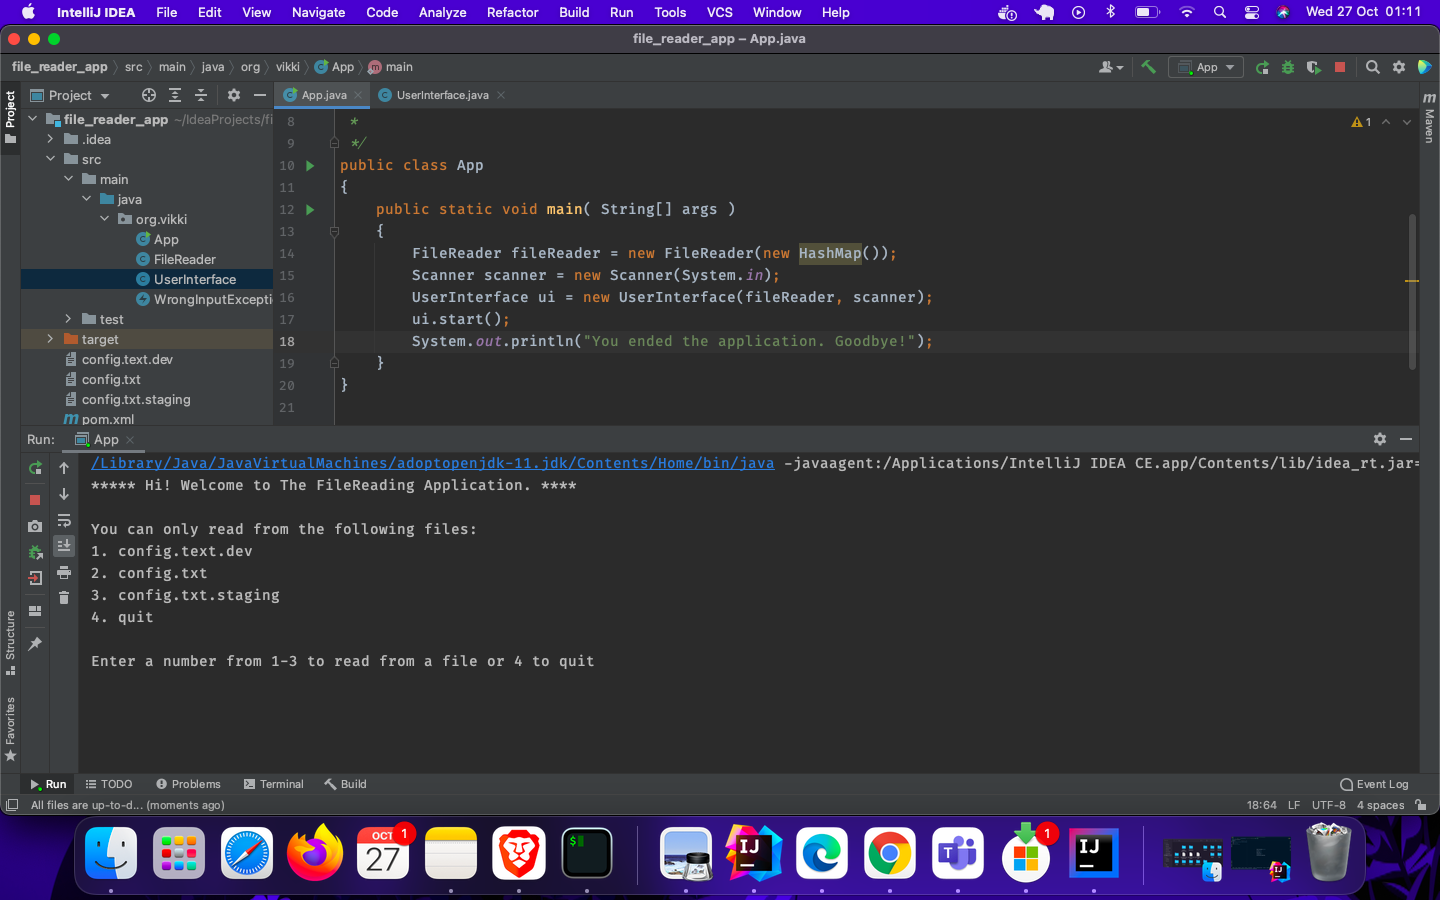 IntelliJ IDEA File Edit View Navigate Code Analyze Refactor Build Run Tools VCS Window Help Wed 27 Oct 01:11
file_reader_app – App.java
file_reader_app src main java org vikki App main App
Project Project App.java UserInterface.java Maven
file_reader_app ~/IdeaProjects/fi
.idea
src
main
java
org.vikki
App
FileReader
UserInterface
WrongInputExcepti
test
target
config.text.dev
config.txt
config.txt.staging
pom.xml
1
8 *
9 */
10 public class App
11 {
12 public static void main( String[] args )
13 {
14 FileReader fileReader = new FileReader(new HashMap());
15 Scanner scanner = new Scanner(System.in);
16 UserInterface ui = new UserInterface(fileReader, scanner);
17 ui.start();
18 System.out.println("You ended the application. Goodbye!");
19 }
20 }
21
Run: App
/Library/Java/JavaVirtualMachines/adoptopenjdk-11.jdk/Contents/Home/bin/java -javaagent:/Applications/IntelliJ IDEA CE.app/Contents/lib/idea_rt.jar=
***** Hi! Welcome to The FileReading Application. ****
You can only read from the following files:
1. config.text.dev
2. config.txt
3. config.txt.staging
4. quit
Enter a number from 1-3 to read from a file or 4 to quit
Structure
Favorites
Run TODO Problems Terminal Build Event Log
All files are up-to-d... (moments ago) 18:64 LF UTF-8 4 spaces
OCT 1
27
$
IJ
T
1
IJ
IJ